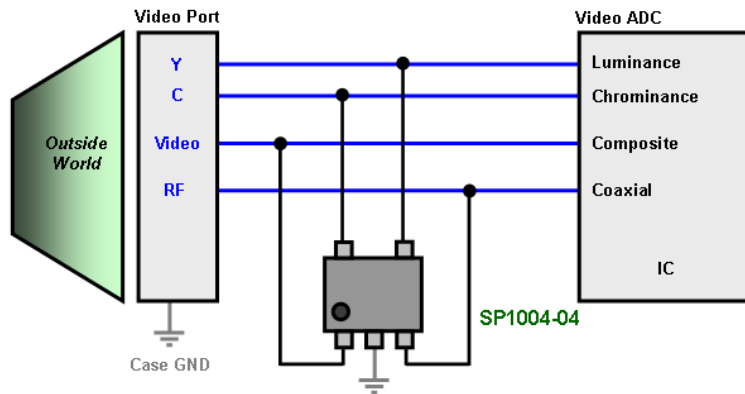 Video Port
Video ADC
Y
Luminance
C
Chrominance
Outside
World
Video
Composite
RF
Coaxial
IC
SP1004-04
Case GND